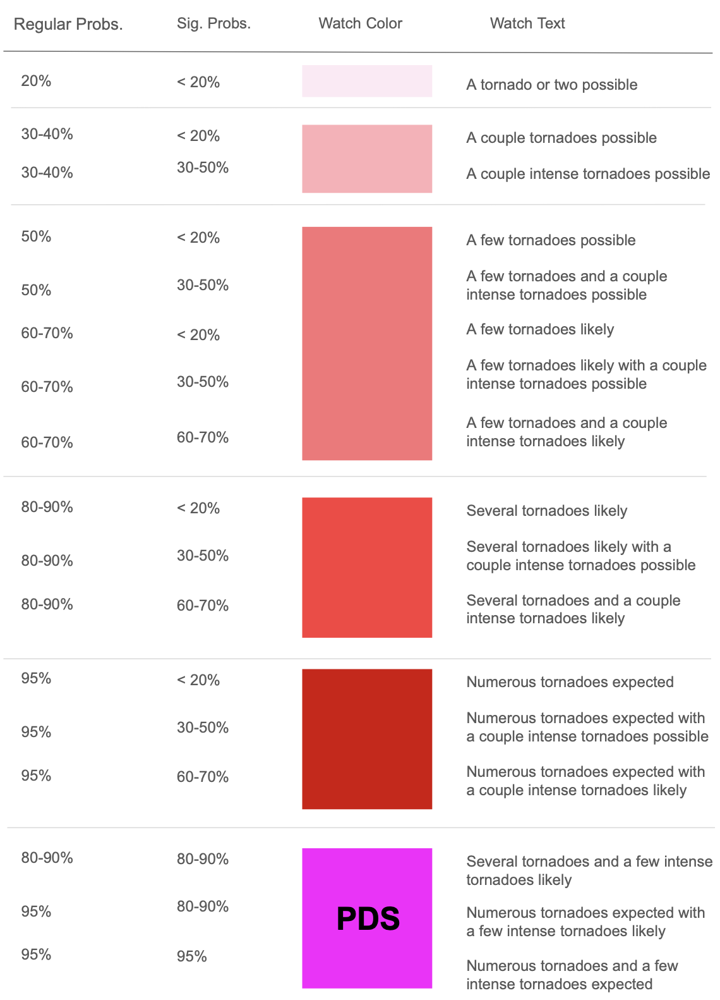 Regular Probs. Sig. Probs. Watch Color Watch Text
20% < 20% A tornado or two possible
30-40% < 20% A couple tornadoes possible
30-40% 30-50% A couple intense tornadoes possible
50% < 20% A few tornadoes possible
50% 30-50% A few tornadoes and a couple
intense tornadoes possible
60-70% < 20% A few tornadoes likely
60-70% 30-50% A few tornadoes likely with a couple
intense tornadoes possible
60-70% 60-70% A few tornadoes and a couple
intense tornadoes likely
80-90% < 20% Several tornadoes likely
80-90% 30-50% Several tornadoes likely with a
couple intense tornadoes possible
80-90% 60-70% Several tornadoes and a couple
intense tornadoes likely
95% < 20% Numerous tornadoes expected
95% 30-50% Numerous tornadoes expected with
a couple intense tornadoes possible
95% 60-70% Numerous tornadoes expected with
a couple intense tornadoes likely
80-90% 80-90% Several tornadoes and a few intense
tornadoes likely
95% 80-90% PDS Numerous tornadoes expected with
a few intense tornadoes likely
95% 95% Numerous tornadoes and a few
intense tornadoes expected